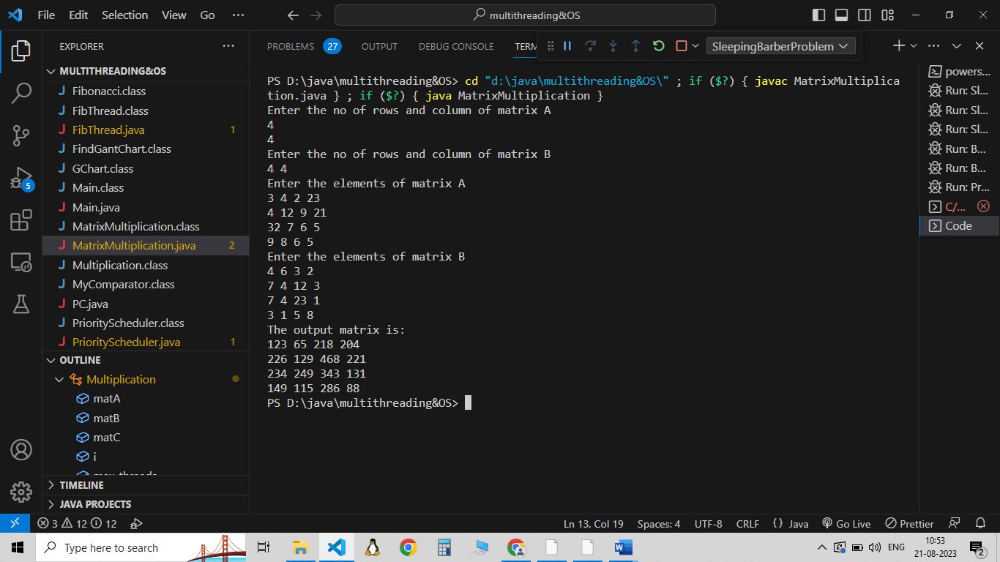 File Edit Selection View Go ··· multithreading&OS
EXPLORER ···
MULTITHREADING&OS
Fibonacci.class
FibThread.class
FibThread.java 1
FindGantChart.class
GChart.class
Main.class
Main.java
MatrixMultiplication.class
MatrixMultiplication.java 2
Multiplication.class
MyComparator.class
PC.java
PriorityScheduler.class
PriorityScheduler.java 1
OUTLINE
Multiplication
matA
matB
matC
i
TIMELINE
JAVA PROJECTS
5
PROBLEMS 27 OUTPUT DEBUG CONSOLE TERM SleepingBarberProblem
PS D:\java\multithreading&OS> cd "d:\java\multithreading&OS\" ; if ($?) { javac MatrixMultiplica
tion.java } ; if ($?) { java MatrixMultiplication }
Enter the no of rows and column of matrix A
4
4
Enter the no of rows and column of matrix B
4 4
Enter the elements of matrix A
3 4 2 23
4 12 9 21
32 7 6 5
9 8 6 5
Enter the elements of matrix B
4 6 3 2
7 4 12 3
7 4 23 1
3 1 5 8
The output matrix is:
123 65 218 204
226 129 468 221
234 249 343 131
149 115 286 88
PS D:\java\multithreading&OS>
powers...
Run: Sl...
Run: Sl...
Run: Sl...
Run: B...
Run: B...
Run: Pr...
C/...
Code
3 12 12 Ln 13, Col 19 Spaces: 4 UTF-8 CRLF {} Java Go Live Prettier
Type here to search ENG 10:53
21-08-2023 2